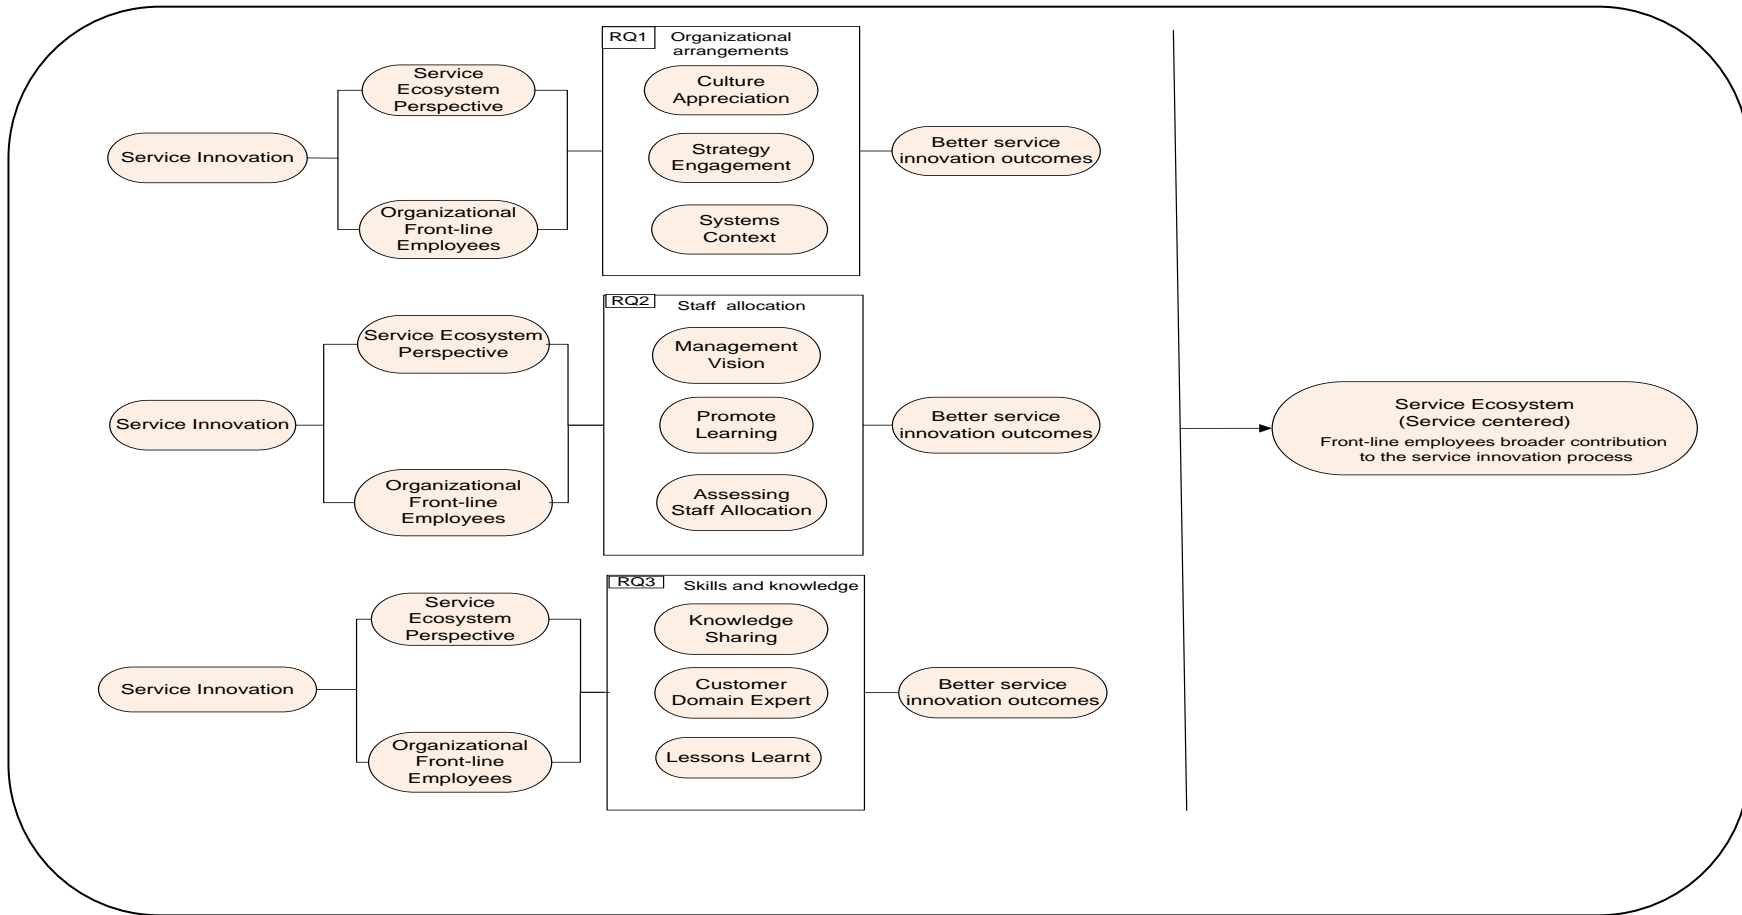 RQ1
Organizational
arrangements
Service
Ecosystem
Perspective
Culture
Appreciation
Service Innovation
Strategy
Engagement
Better service
innovation outcomes
Organizational
Front-line
Employees
Systems
Context
RQ2
Staff allocation
Service Ecosystem
Perspective
Management
Vision
Service Innovation
Promote
Learning
Better service
innovation outcomes
Organizational
Front-line
Employees
Assessing
Staff Allocation
RQ3
Skills and knowledge
Service
Ecosystem
Perspective
Knowledge
Sharing
Service Innovation
Customer
Domain Expert
Better service
innovation outcomes
Organizational
Front-line
Employees
Lessons Learnt
Service Ecosystem
(Service centered)
Front-line employees broader contribution
to the service innovation process